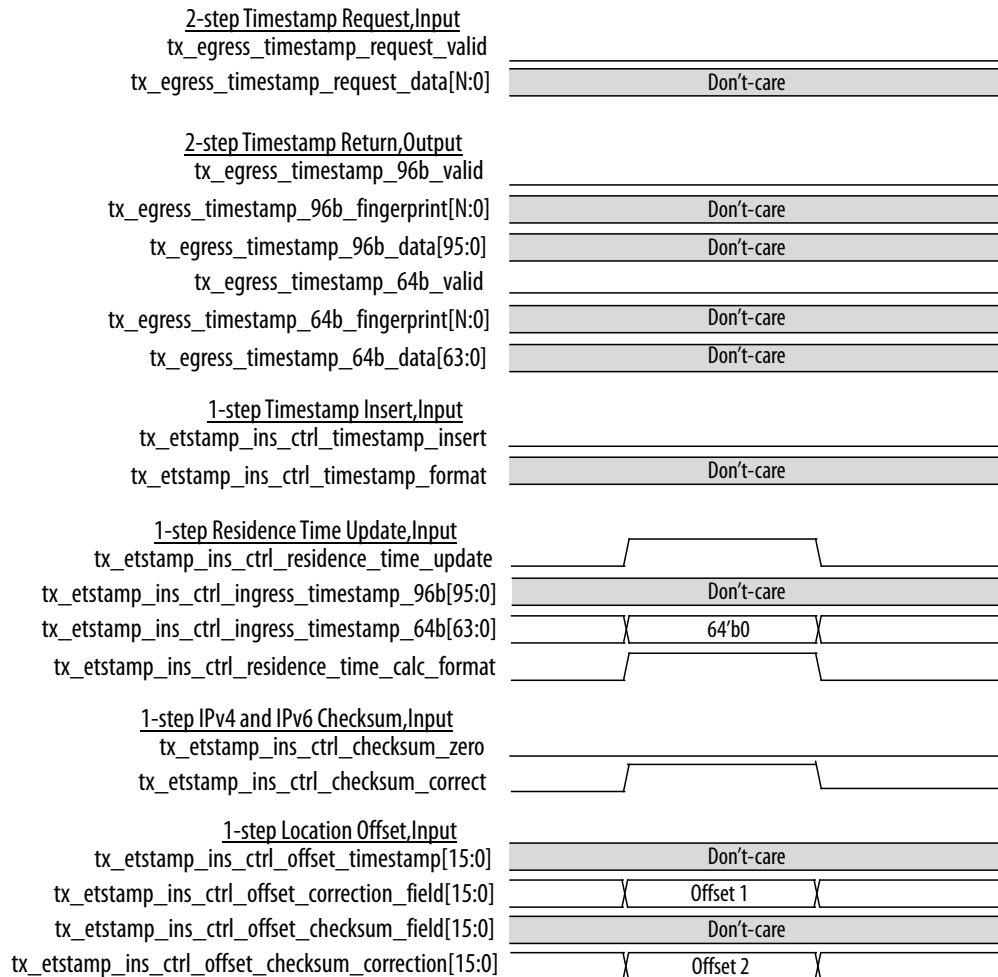 2-step Timestamp Request,Input
tx_egress_timestamp_request_valid
tx_egress_timestamp_request_data[N:0] Don't-care
2-step Timestamp Return,Output
tx_egress_timestamp_96b_valid
tx_egress_timestamp_96b_fingerprint[N:0] Don't-care
tx_egress_timestamp_96b_data[95:0] Don't-care
tx_egress_timestamp_64b_valid
tx_egress_timestamp_64b_fingerprint[N:0] Don't-care
tx_egress_timestamp_64b_data[63:0] Don't-care
1-step Timestamp Insert,Input
tx_etstamp_ins_ctrl_timestamp_insert
tx_etstamp_ins_ctrl_timestamp_format Don't-care
1-step Residence Time Update,Input
tx_etstamp_ins_ctrl_residence_time_update
tx_etstamp_ins_ctrl_ingress_timestamp_96b[95:0] Don't-care
tx_etstamp_ins_ctrl_ingress_timestamp_64b[63:0] 64'b0
tx_etstamp_ins_ctrl_residence_time_calc_format
1-step IPv4 and IPv6 Checksum,Input
tx_etstamp_ins_ctrl_checksum_zero
tx_etstamp_ins_ctrl_checksum_correct
1-step Location Offset,Input
tx_etstamp_ins_ctrl_offset_timestamp[15:0] Don't-care
tx_etstamp_ins_ctrl_offset_correction_field[15:0] Offset 1
tx_etstamp_ins_ctrl_offset_checksum_field[15:0] Don't-care
tx_etstamp_ins_ctrl_offset_checksum_correction[15:0] Offset 2